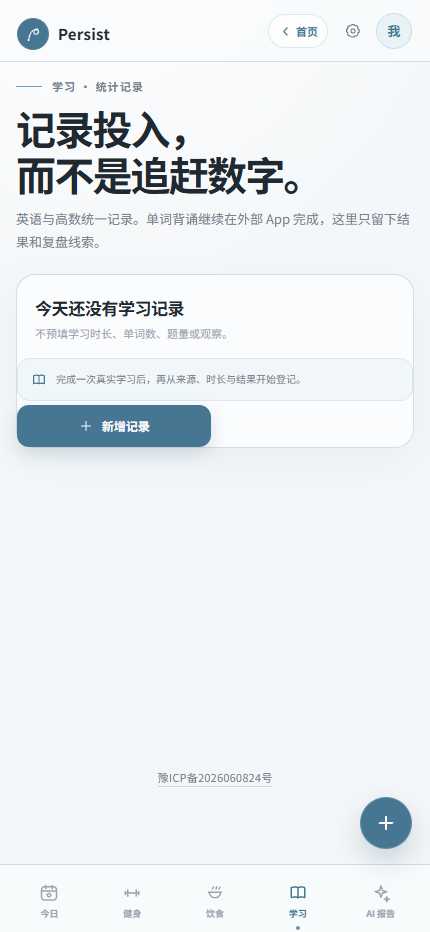 Persist
首页
我
学习 • 统计记录
记录投入，
而不是追赶数字。
英语与高数统一记录。单词背诵继续在外部 App 完成，这里只留下结
果和复盘线索。
今天还没有学习记录
不预填学习时长、单词数、题量或观察。
完成一次真实学习后，再从来源、时长与结果开始登记。
新增记录
豫ICP备2026060824号
今日
健身
饮食
学习
AI 报告